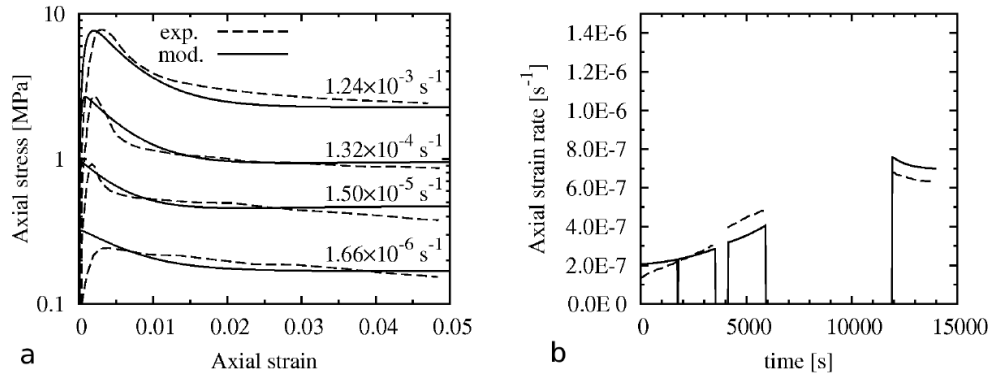 10
1
0.1
Axial stress [MPa]
exp.
mod.
1.24×10⁻³ s⁻¹
1.32×10⁻⁴ s⁻¹
1.50×10⁻⁵ s⁻¹
1.66×10⁻⁶ s⁻¹
0 0.01 0.02 0.03 0.04 0.05
Axial strain
a
1.4E-6
1.2E-6
1.0E-6
8.0E-7
6.0E-7
4.0E-7
2.0E-7
0.0E 0
Axial strain rate [s⁻¹]
0 5000 10000 15000
time [s]
b